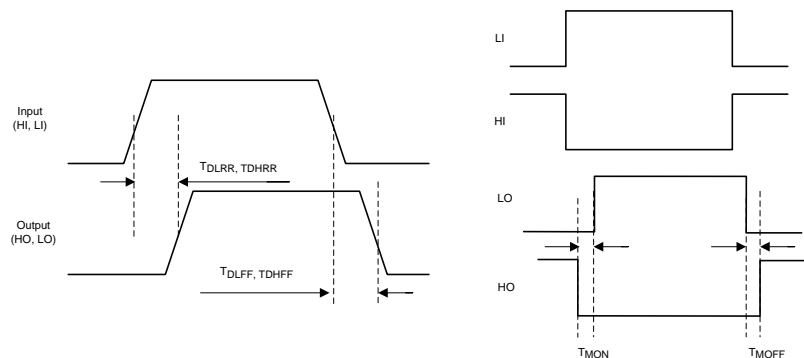 Input
(HI, LI)
TDLRR, TDHRR
Output
(HO, LO)
TDLFF, TDHFF
LI
HI
LO
HO
TMON
TMOFF